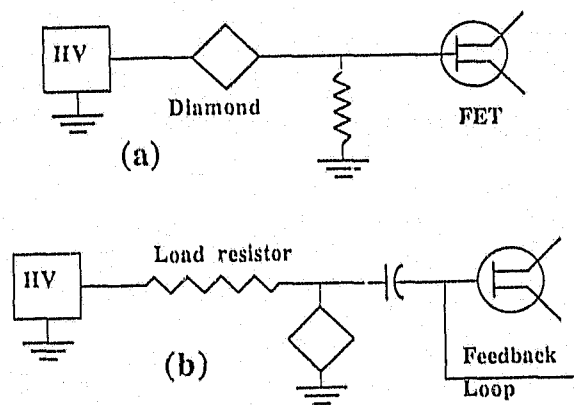 HV
Diamond
FET
(a)
Load resistor
HV
(b)
Feedback
Loop